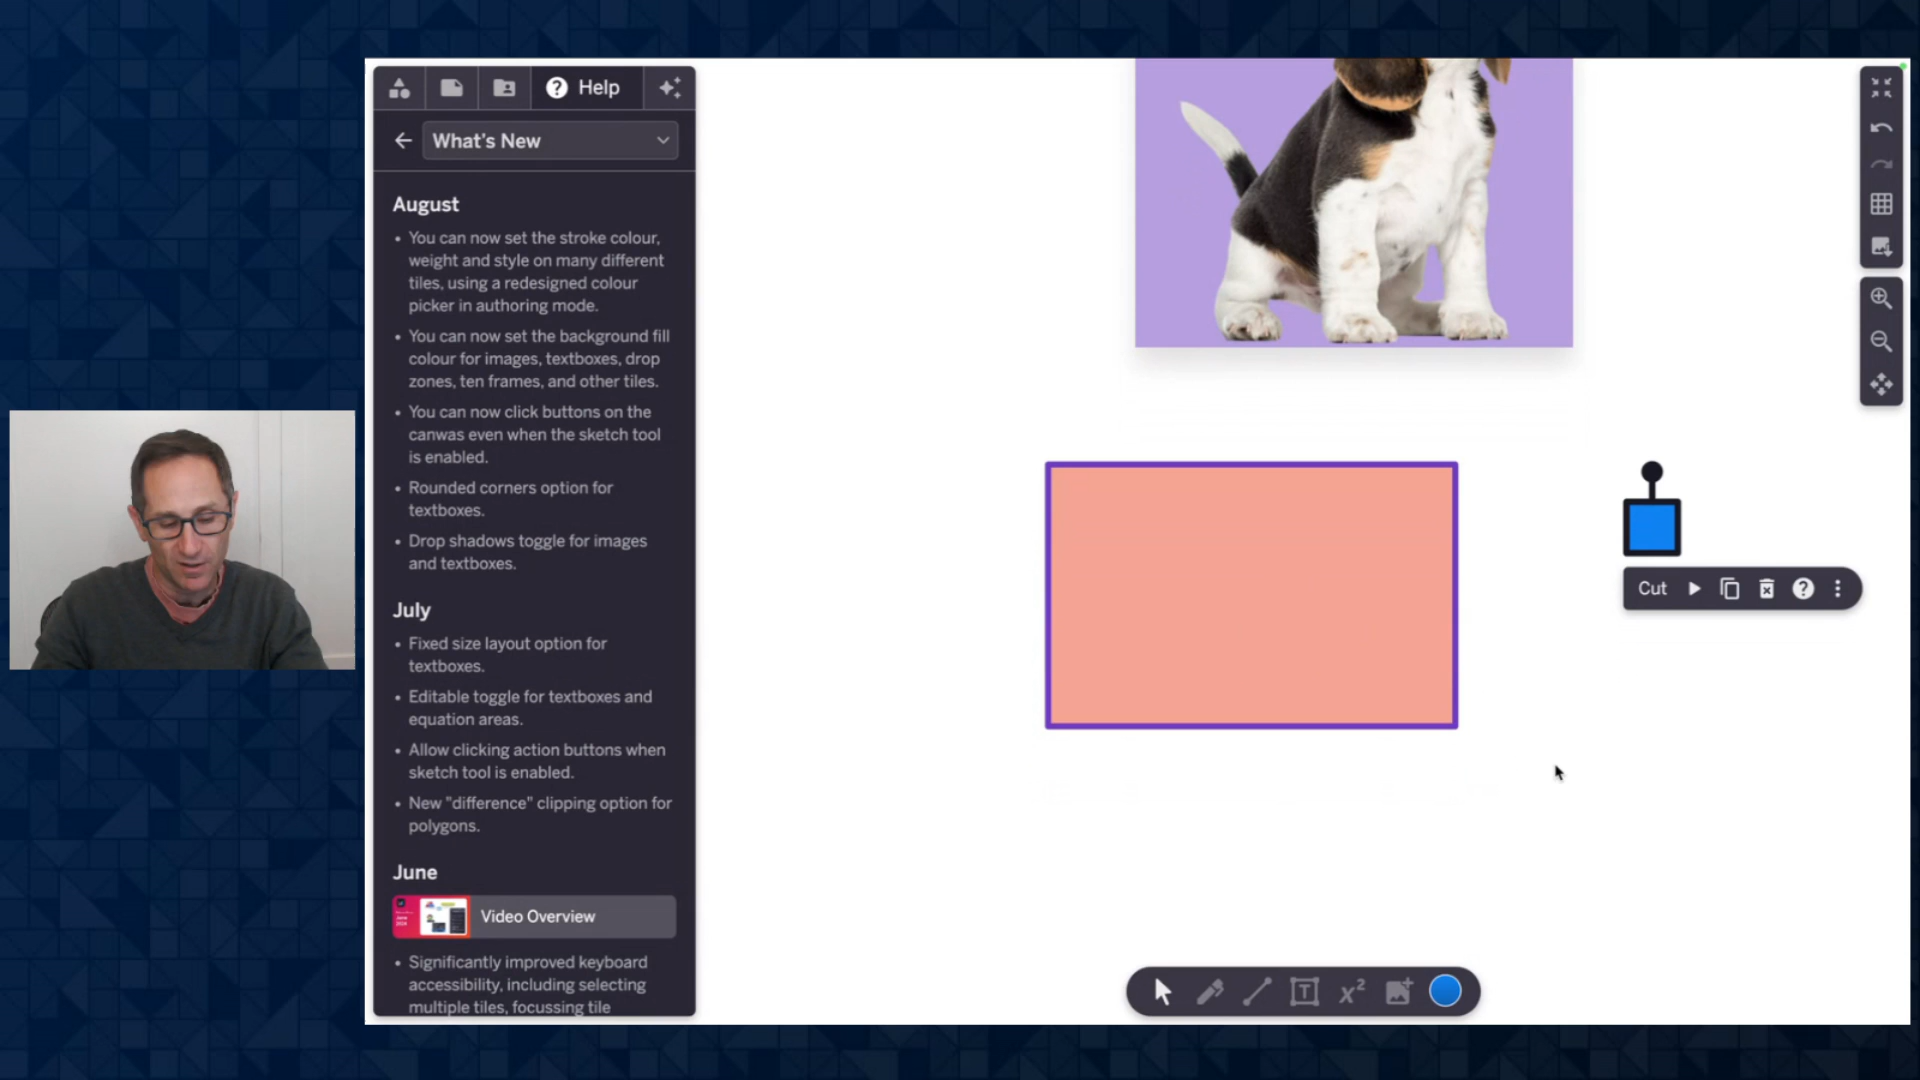 Help
What's New
August
• You can now set the stroke colour,
weight and style on many different
tiles, using a redesigned colour
picker in authoring mode.
• You can now set the background fill
colour for images, textboxes, drop
zones, ten frames, and other tiles.
• You can now click buttons on the
canwas even when the sketch tool
is enabled.
• Rounded corners option for
textboxes.
• Drop shadows toggle for images
and textboxes.
July
• Fixed size layout option for
textboxes.
• Editable toggle for textboxes and
equation areas.
• Allow clicking action buttons when
sketch tool is enabled.
• New "difference" clipping option for
polygons.
June
Video Overview
• Significantly improved keyboard
accessibility, including selecting
multiple tiles, focussing tile
Cut
T
x²